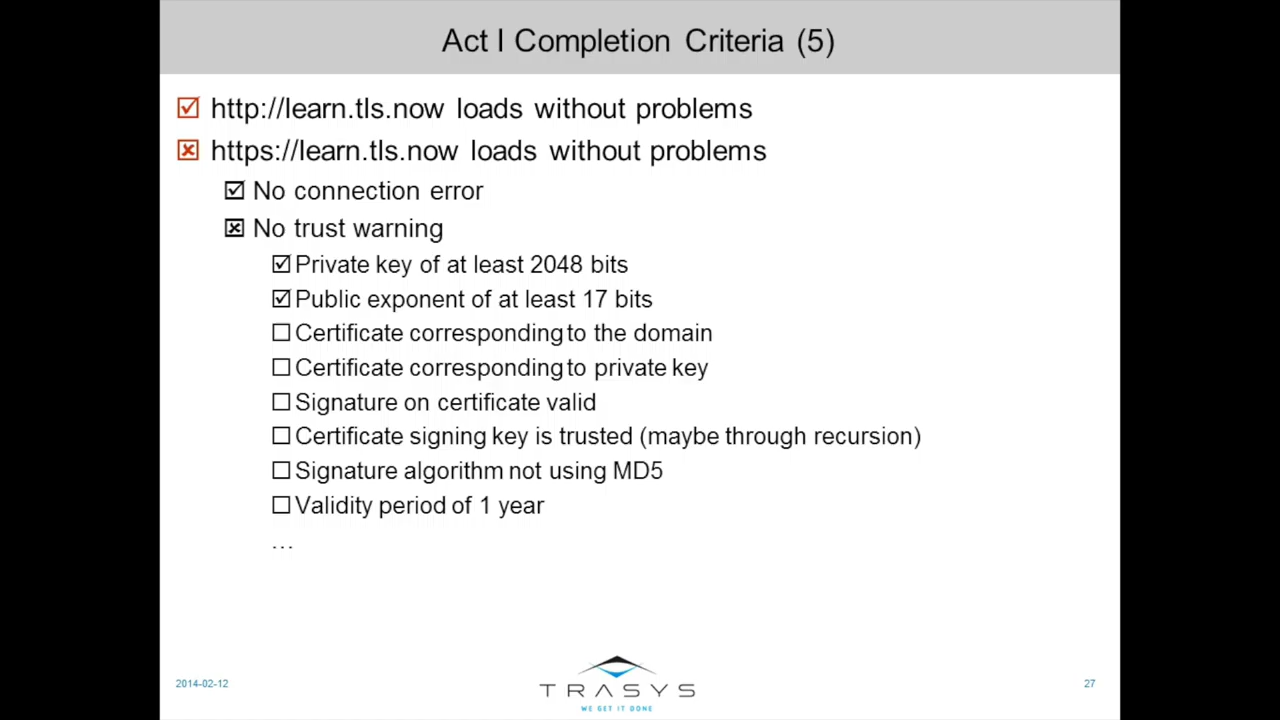 Act I Completion Criteria (5)
http://learn.tls.now loads without problems
https://learn.tls.now loads without problems
No connection error
No trust warning
Private key of at least 2048 bits
Public exponent of at least 17 bits
Certificate corresponding to the domain
Certificate corresponding to private key
Signature on certificate valid
Certificate signing key is trusted (maybe through recursion)
Signature algorithm not using MD5
Validity period of 1 year
…
2014-02-12
TRASYS
WE GET IT DONE
27